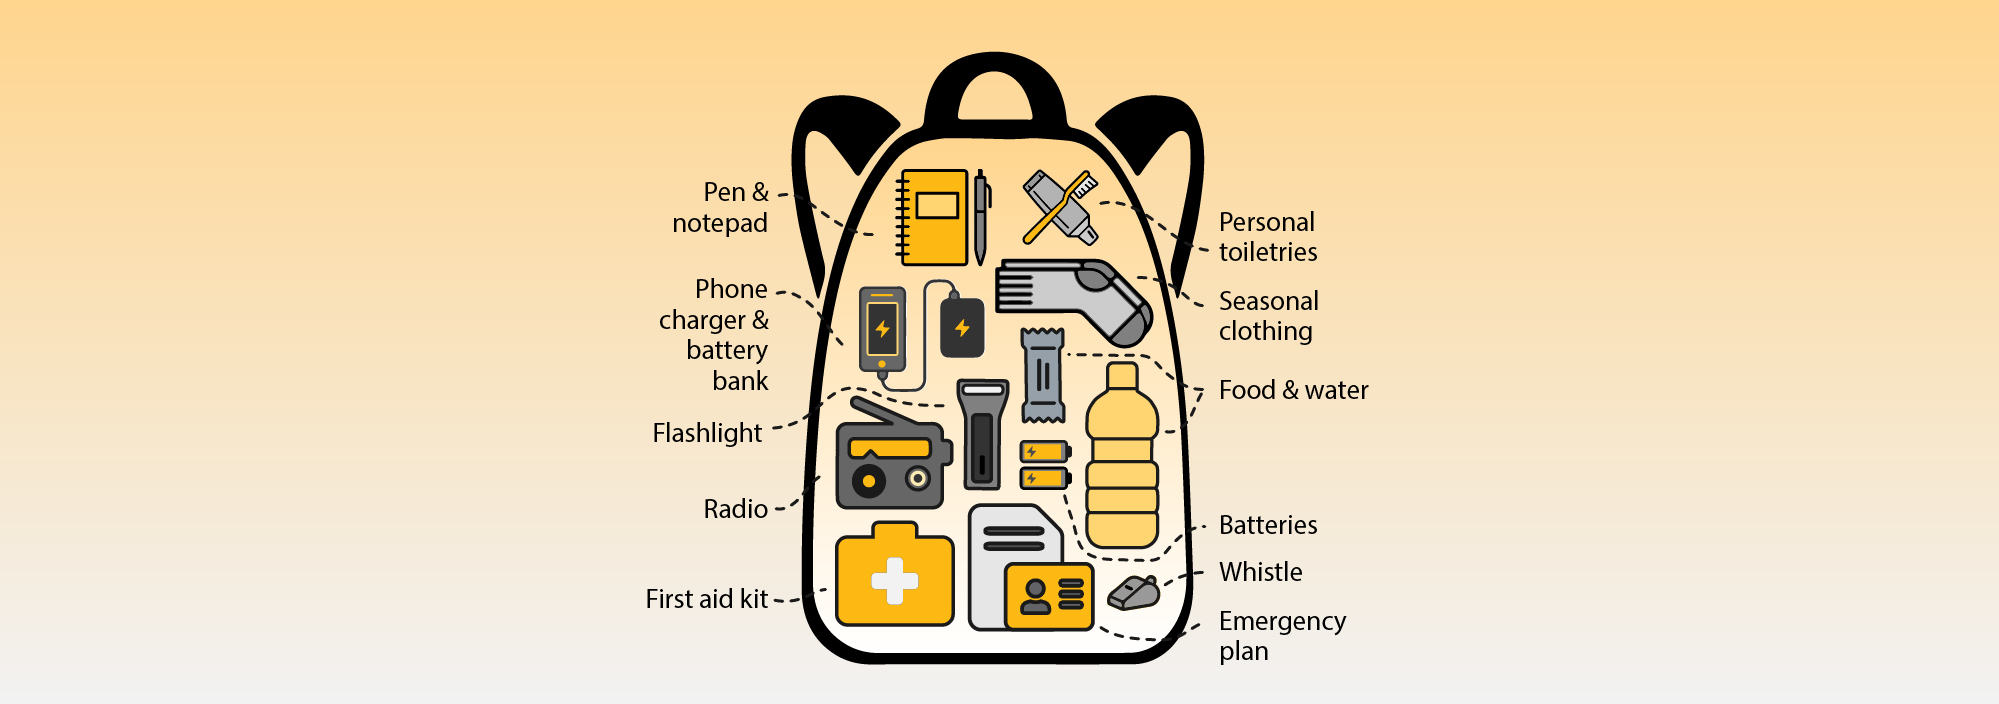 Pen &
notepad
Phone
charger &
battery
bank
Flashlight
Radio
First aid kit
Personal
toiletries
Seasonal
clothing
Food & water
Batteries
Whistle
Emergency
plan